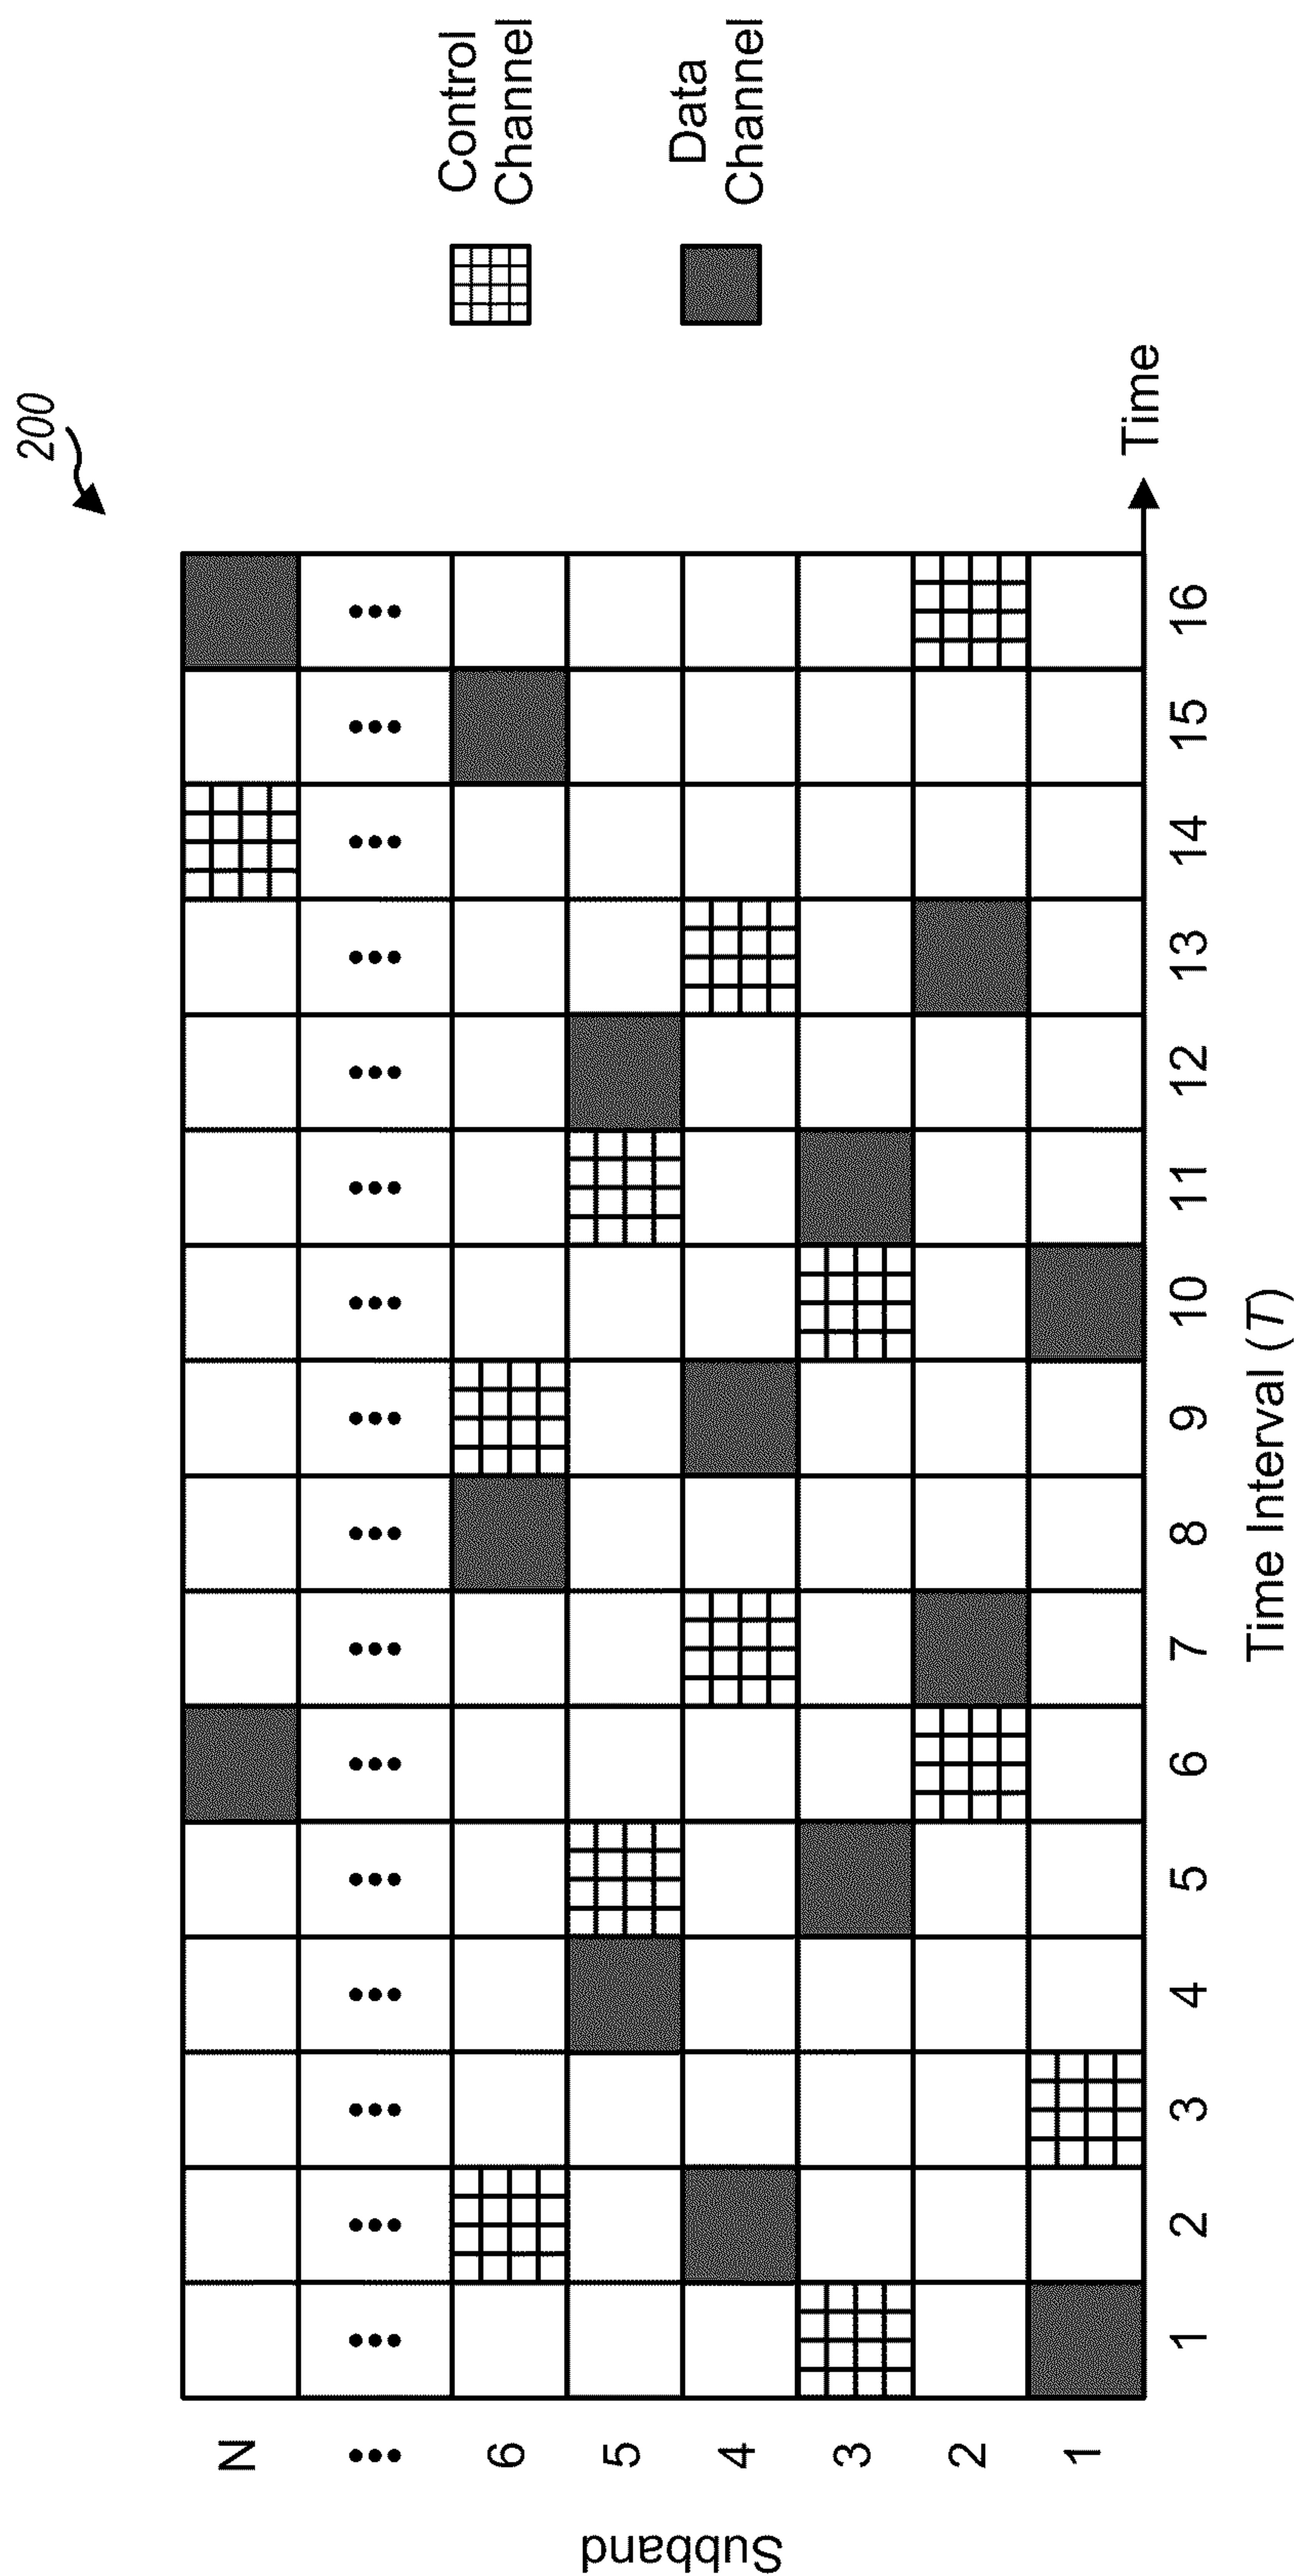 200
Subband
N
•••
6
5
4
3
2
1
••• ••• ••• ••• ••• ••• ••• ••• ••• ••• ••• ••• ••• ••• ••• •••
1 2 3 4 5 6 7 8 9 10 11 12 13 14 15 16
Time
Time Interval (T)
Control
Channel
Data
Channel